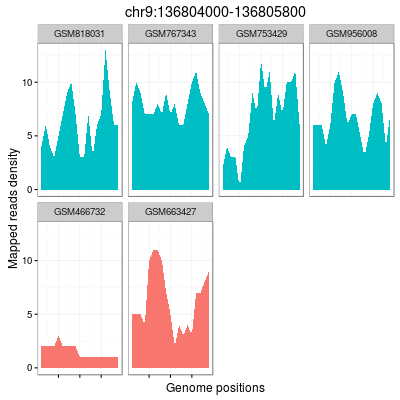 chr9:136804000-136805800
GSM818031 GSM767343 GSM753429 GSM956008
10
5
0
GSM466732 GSM663427
10
5
0
Mapped reads density
Genome positions